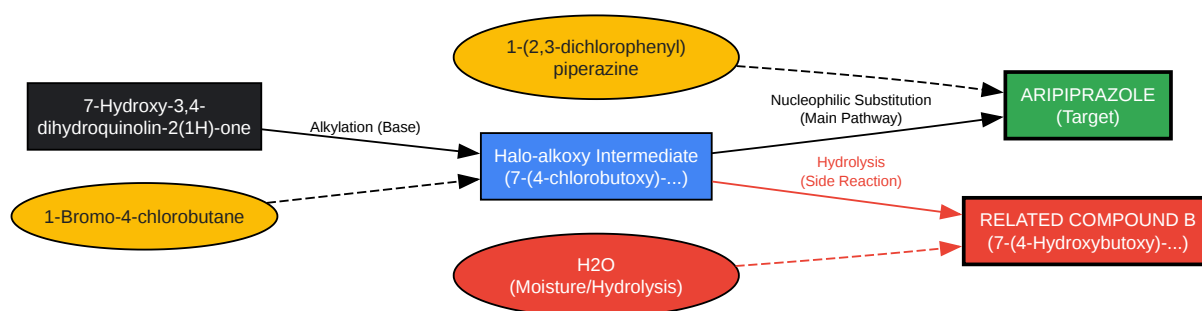 7-Hydroxy-3,4-
dihydroquinolin-2(1H)-one
1-Bromo-4-chlorobutane
Alkylation (Base)
1-(2,3-dichlorophenyl)
piperazine
Halo-alkoxy Intermediate
(7-(4-chlorobutoxy)-...)
H2O
(Moisture/Hydrolysis)
Nucleophilic Substitution
(Main Pathway)
Hydrolysis
(Side Reaction)
ARIPIPRAZOLE
(Target)
RELATED COMPOUND B
(7-(4-Hydroxybutoxy)-...)